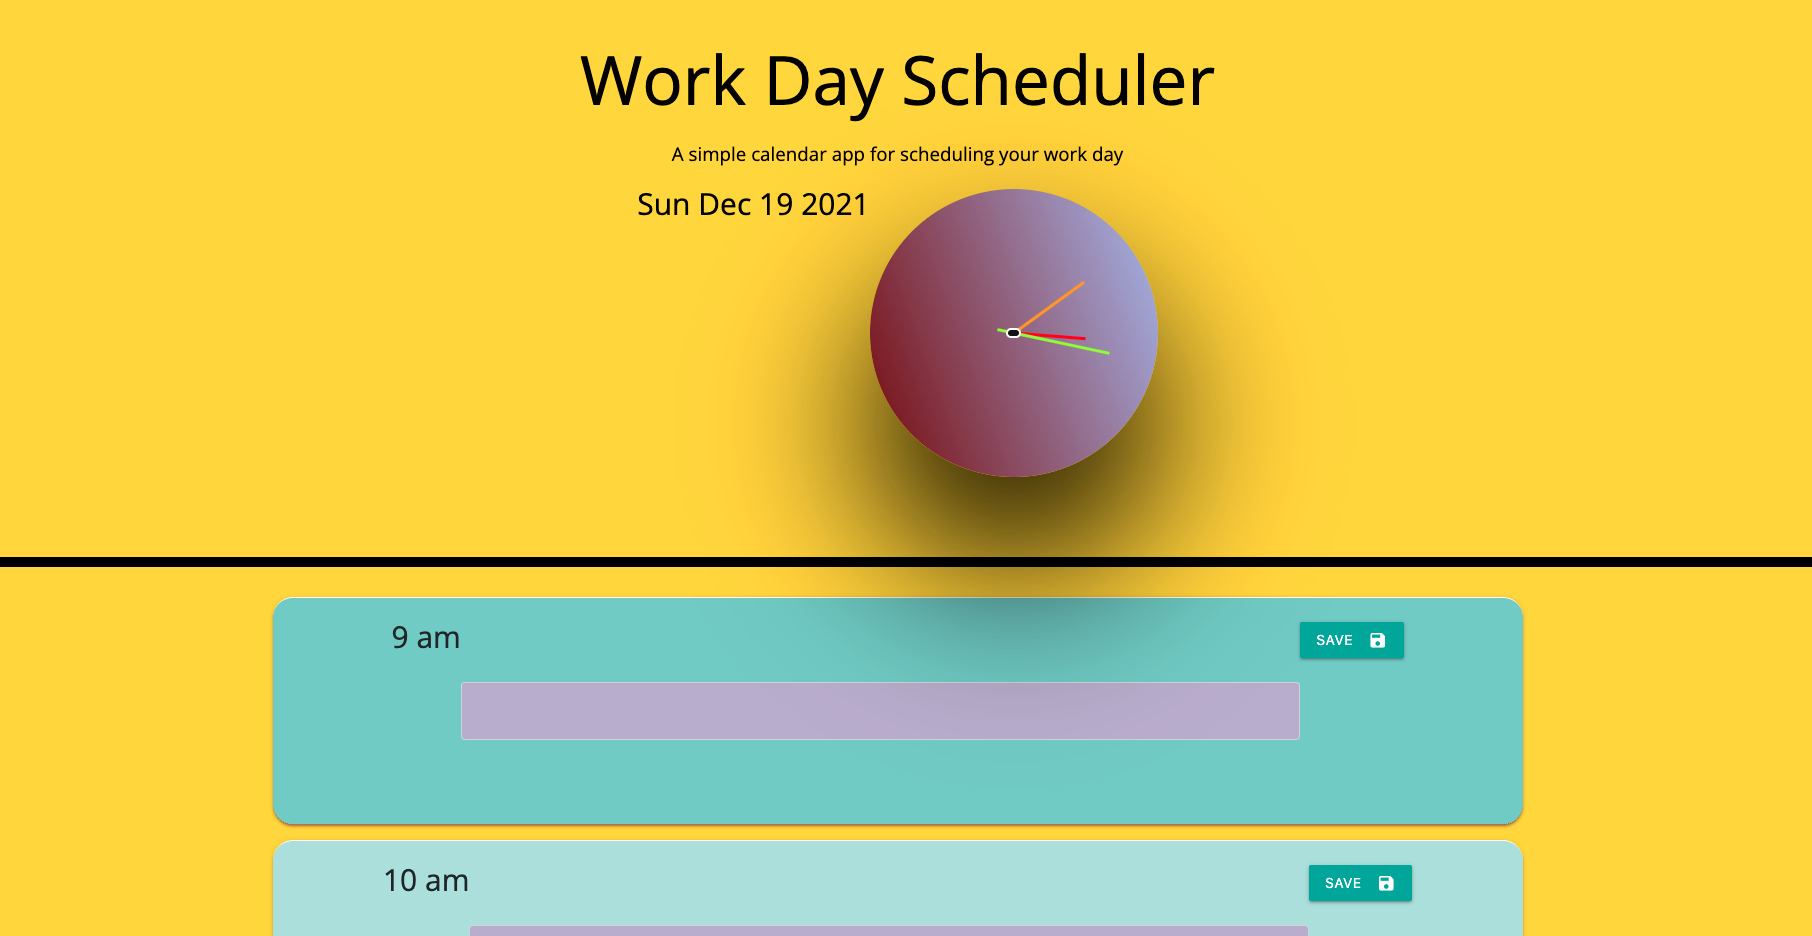 Work Day Scheduler
A simple calendar app for scheduling your work day
Sun Dec 19 2021
9 am
SAVE
10 am
SAVE